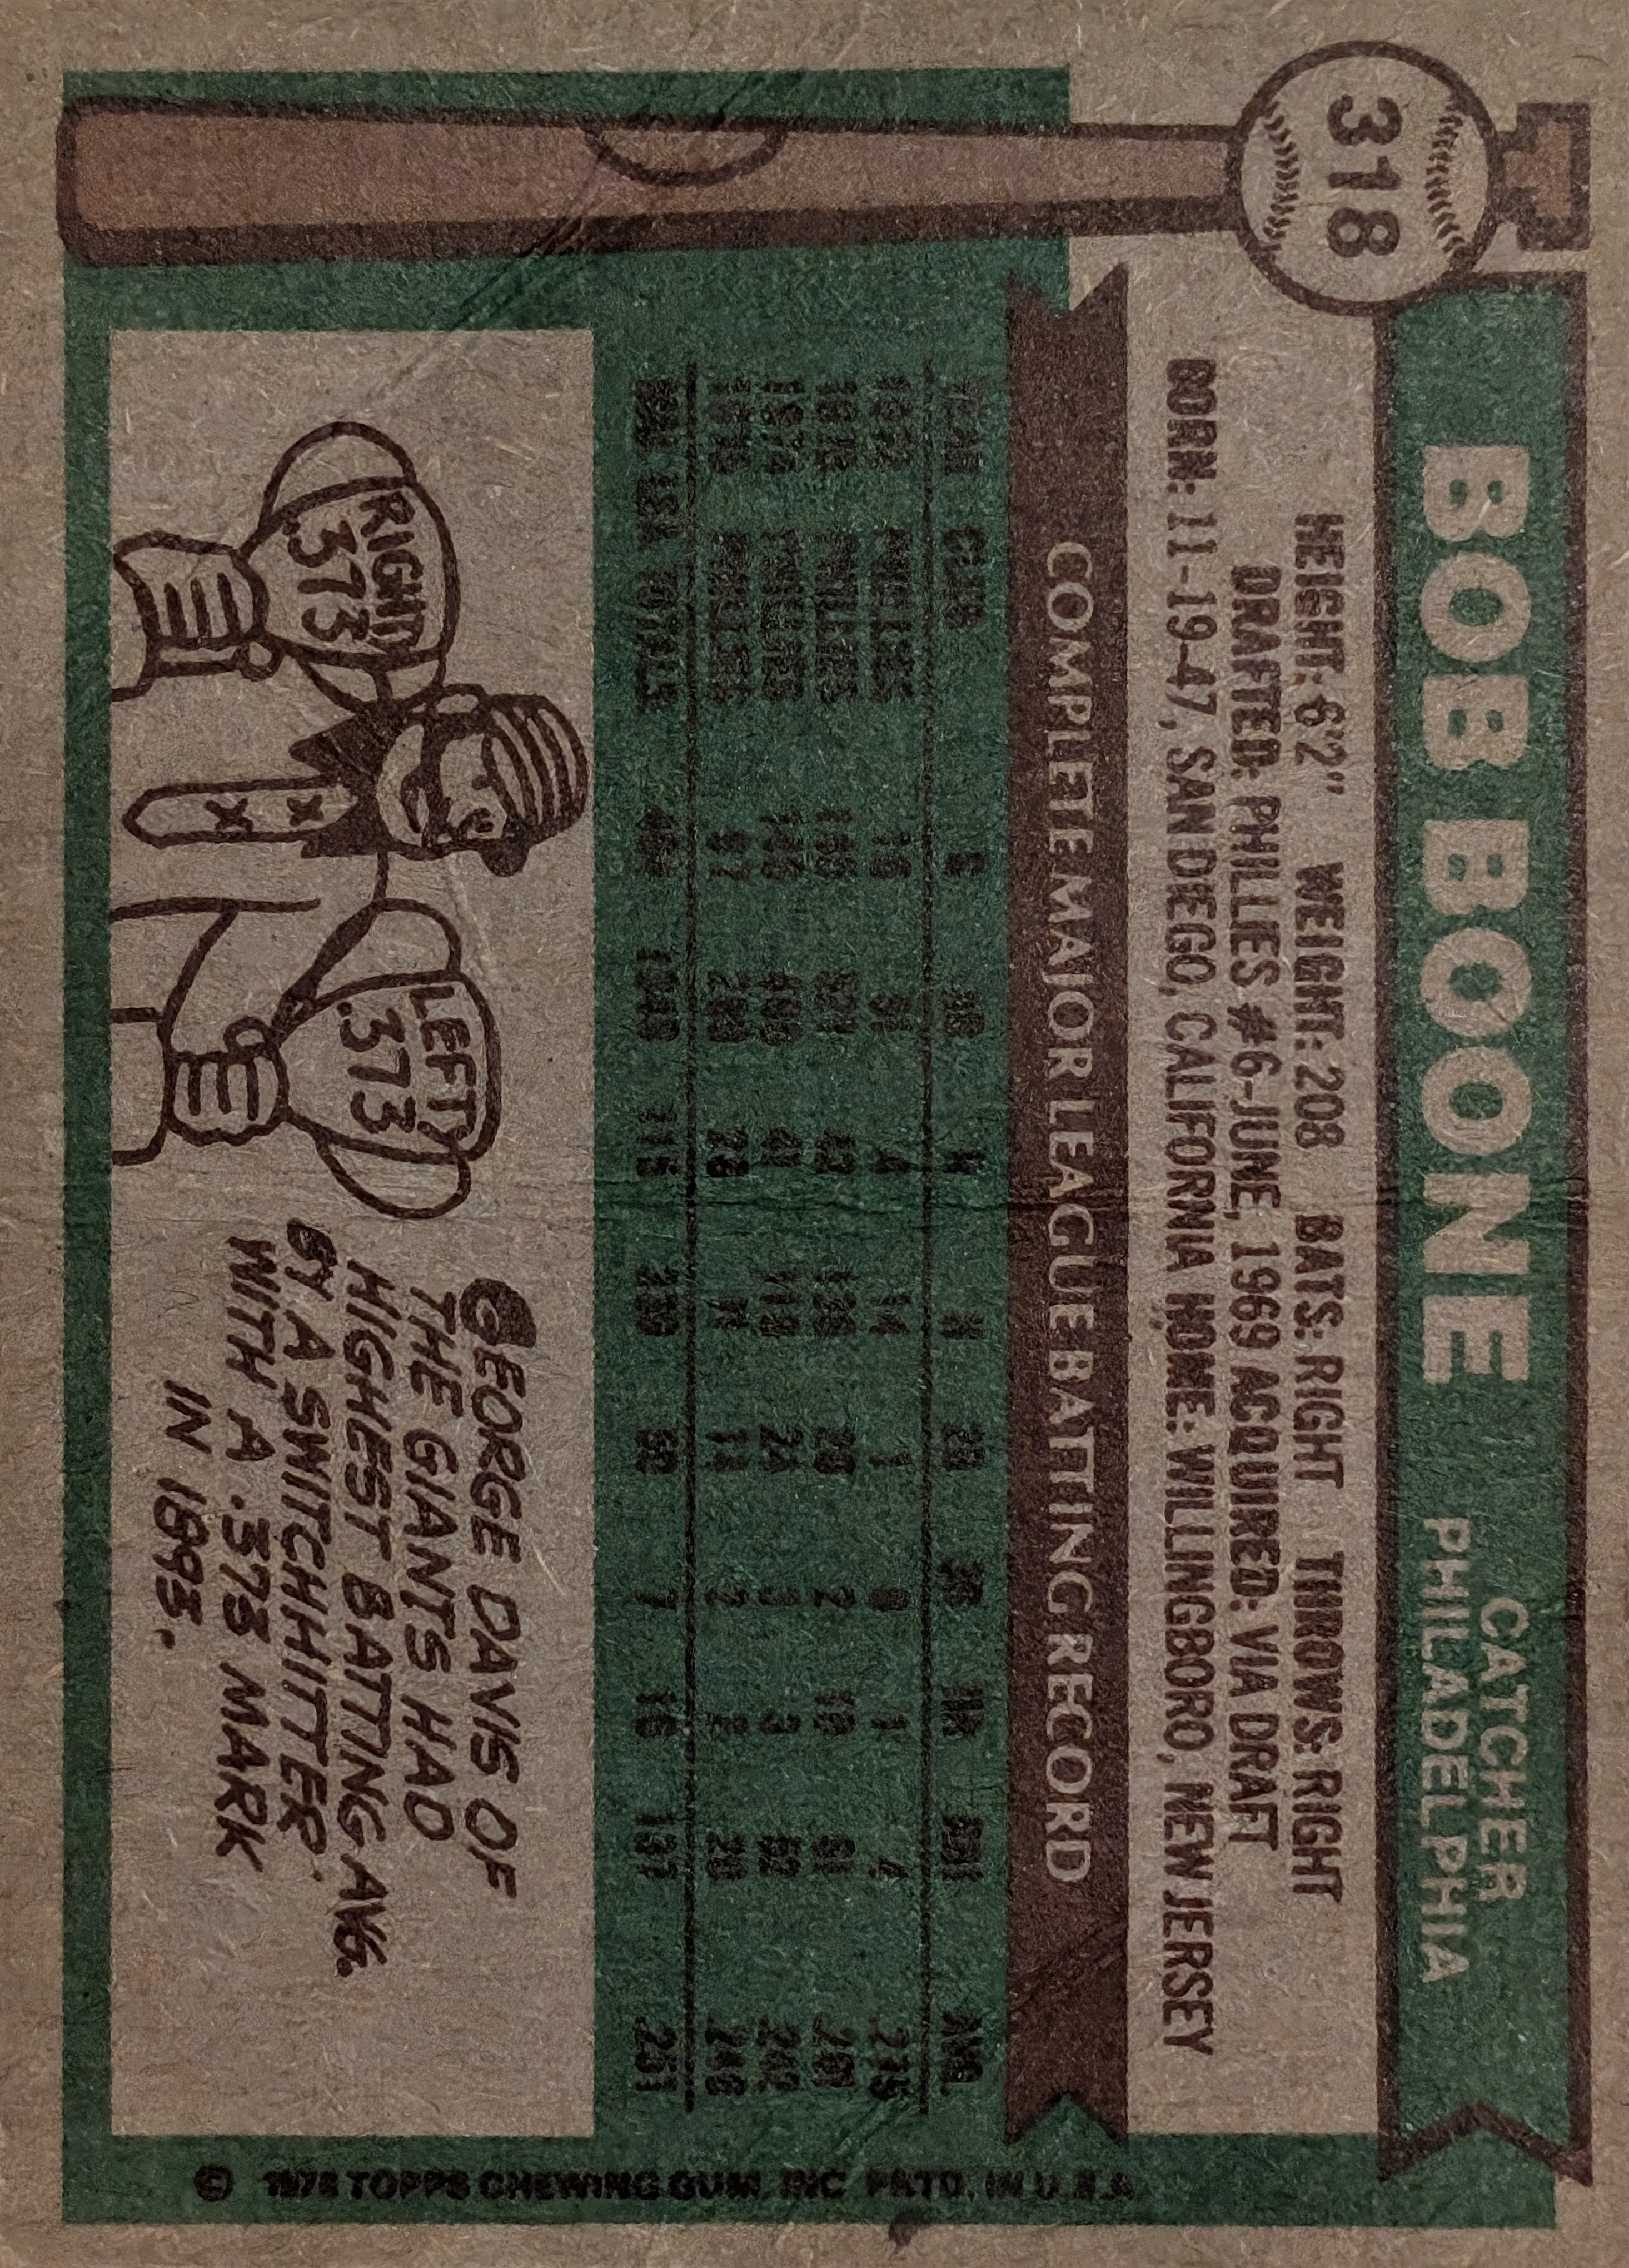 318
BOB BOONE
CATCHER
PHILADELPHIA
HEIGHT: 6'2" WEIGHT: 208 BATS: RIGHT THROWS: RIGHT
DRAFTED: PHILLIES #6-JUNE, 1969 ACQUIRED: VIA DRAFT
BORN: 11-19-47, SAN DIEGO, CALIFORNIA HOME: WILLINGBORO, NEW JERSEY
COMPLETE MAJOR LEAGUE BATTING RECORD
YEAR CLUB G AB R H 2B 3B HR RBI AVG.
1972 PHILLIES 16 51 4 14 1 0 1 4 .275
1973 PHILLIES 145 521 42 136 20 2 10 61 .261
1974 PHILLIES 146 488 41 118 24 3 3 52 .242
1975 PHILLIES 97 289 28 71 14 2 2 20 .246
MAJ. LEA. TOTALS 404 1349 115 339 7 16 137 .251
RIGHT
.373
LEFT
.373
GEORGE DAVIS OF
THE GIANTS HAD
HIGHEST BATTING AVG.
BY A SWITCHHITTER
WITH A .373 MARK
IN 1893.
© 1976 TOPPS CHEWING GUM, INC. PRTD. IN U.S.A.